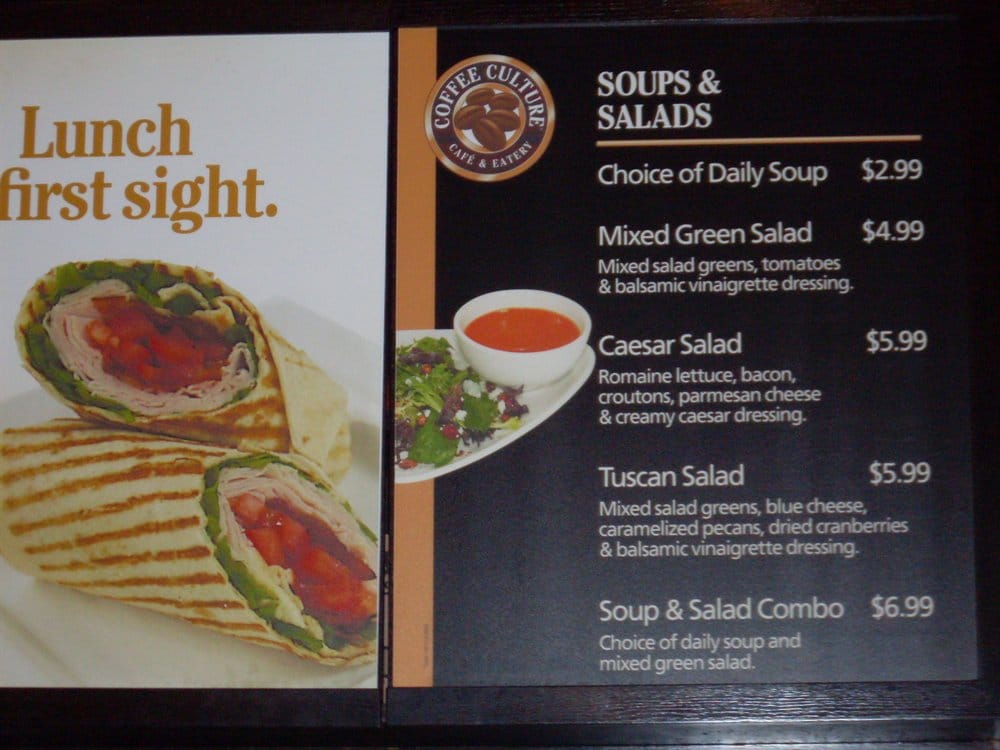 Lunch
first sight.
COFFEE CULTURE
CAFÉ & EATERY
SOUPS &
SALADS
Choice of Daily Soup $2.99
Mixed Green Salad $4.99
Mixed salad greens, tomatoes
& balsamic vinaigrette dressing.
Caesar Salad $5.99
Romaine lettuce, bacon,
croutons, parmesan cheese
& creamy caesar dressing.
Tuscan Salad $5.99
Mixed salad greens, blue cheese,
caramelized pecans, dried cranberries
& balsamic vinaigrette dressing.
Soup & Salad Combo $6.99
Choice of daily soup and
mixed green salad.